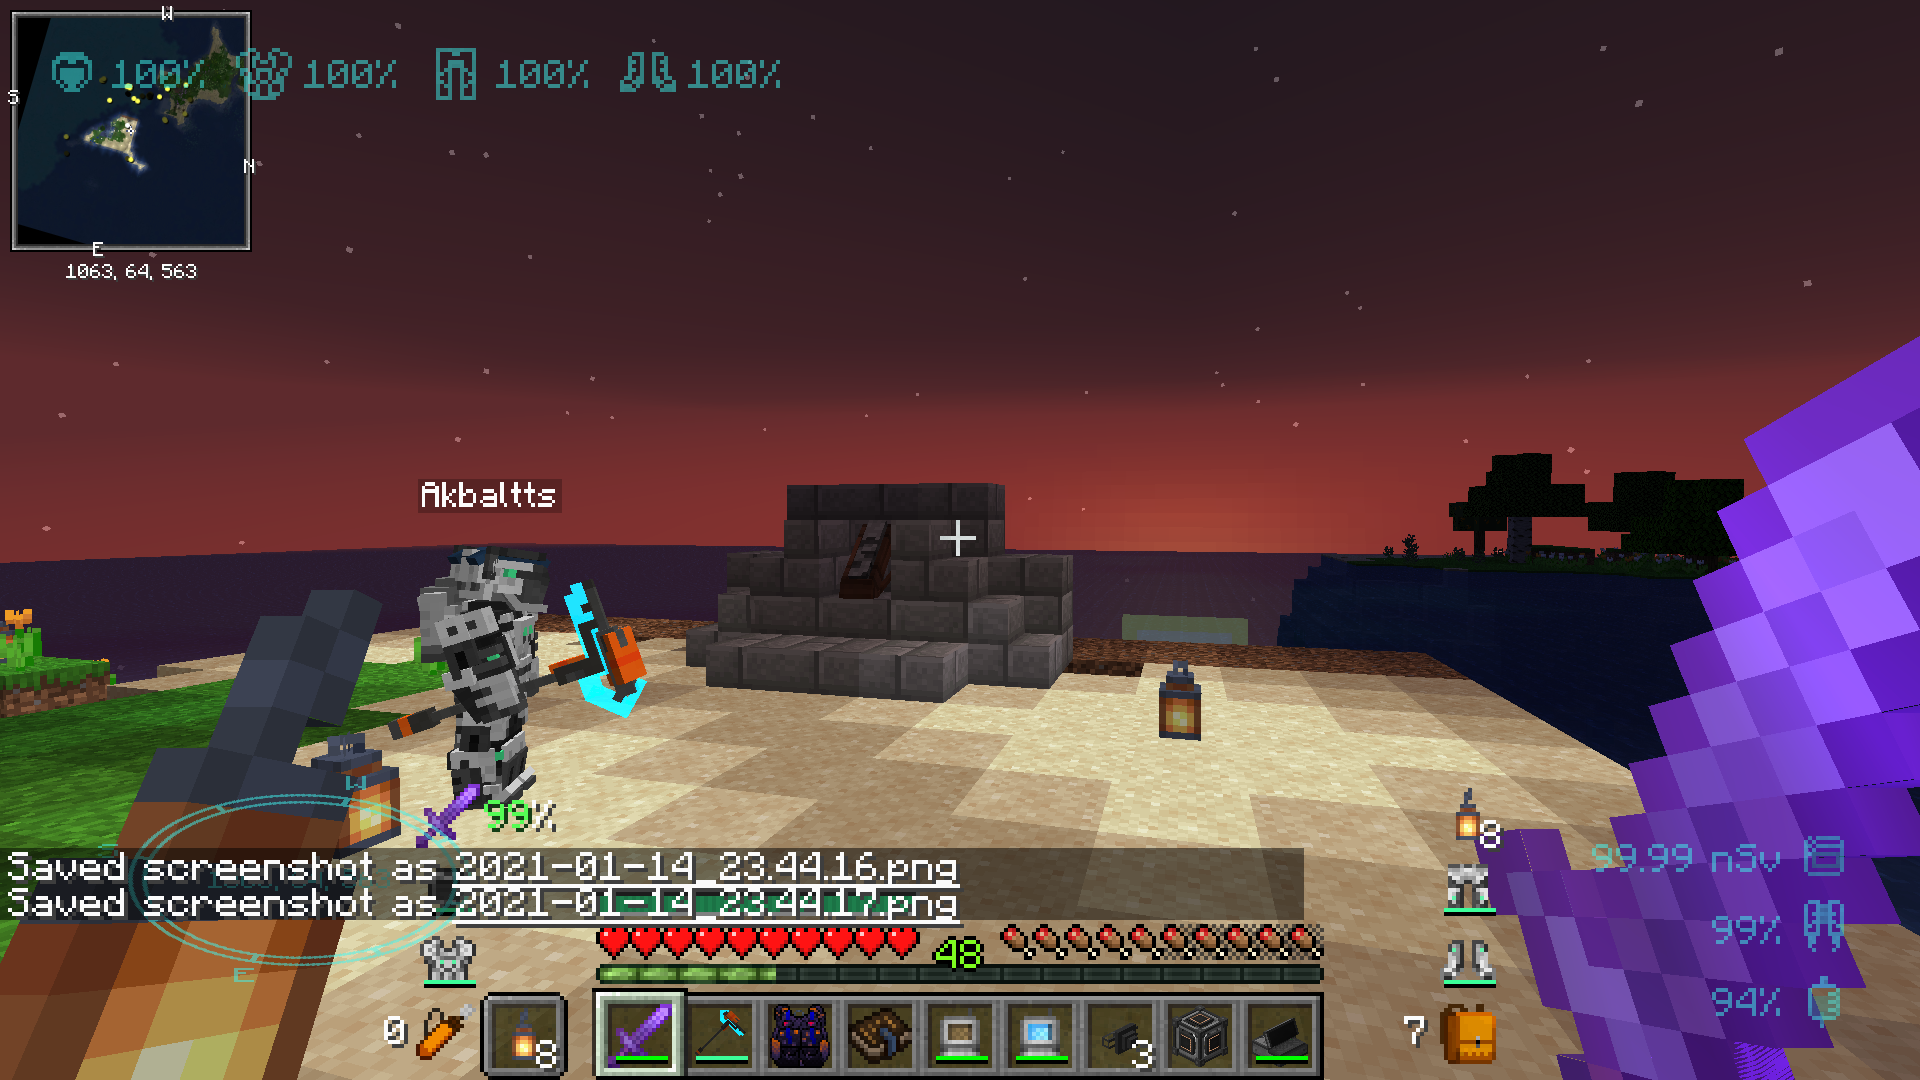 W
100% 100% 100% 100%
S
N
E
1063, 64, 563
Akbaltts
99%
W
8
99.99 nSv
Saved screenshot as 2021-01-14_23.44.16.png
Saved screenshot as 2021-01-14_23.44.17.png
99%
48
E
94%
0
8
3
7